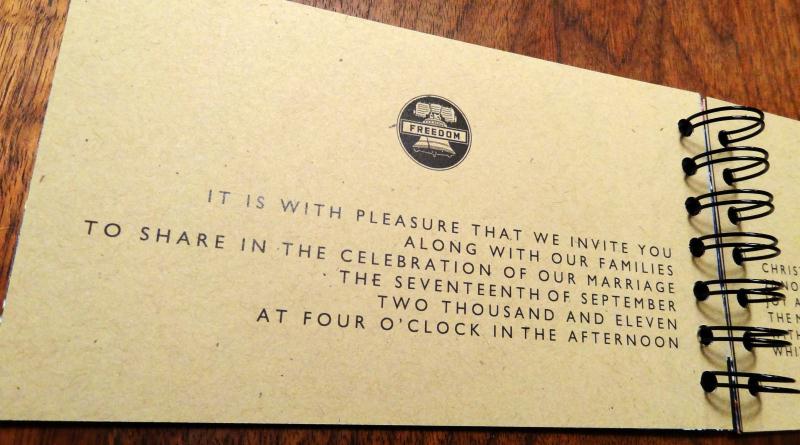 FREEDOM
IT IS WITH PLEASURE THAT WE INVITE YOU
ALONG WITH OUR FAMILIES
TO SHARE IN THE CELEBRATION OF OUR MARRIAGE
THE SEVENTEENTH OF SEPTEMBER
TWO THOUSAND AND ELEVEN
AT FOUR O'CLOCK IN THE AFTERNOON